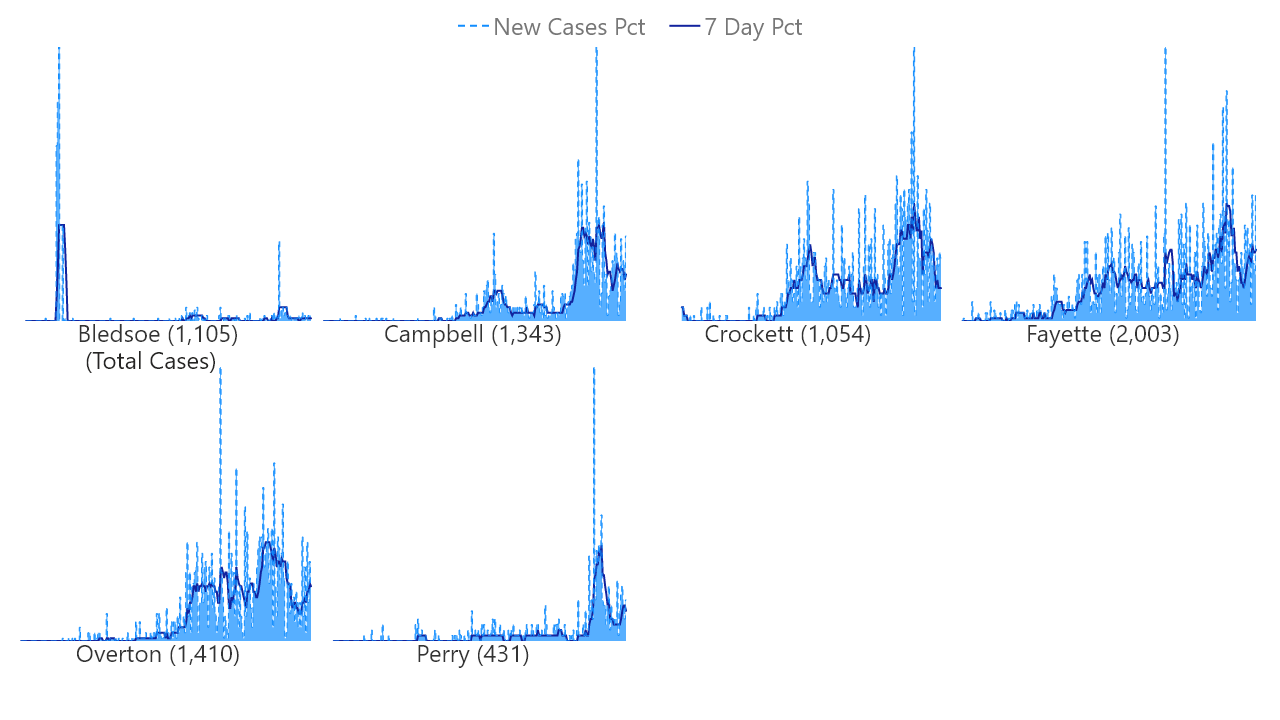 New Cases Pct 7 Day Pct
Bledsoe (1,105) Campbell (1,343) Crockett (1,054) Fayette (2,003)
(Total Cases)
Overton (1,410) Perry (431)